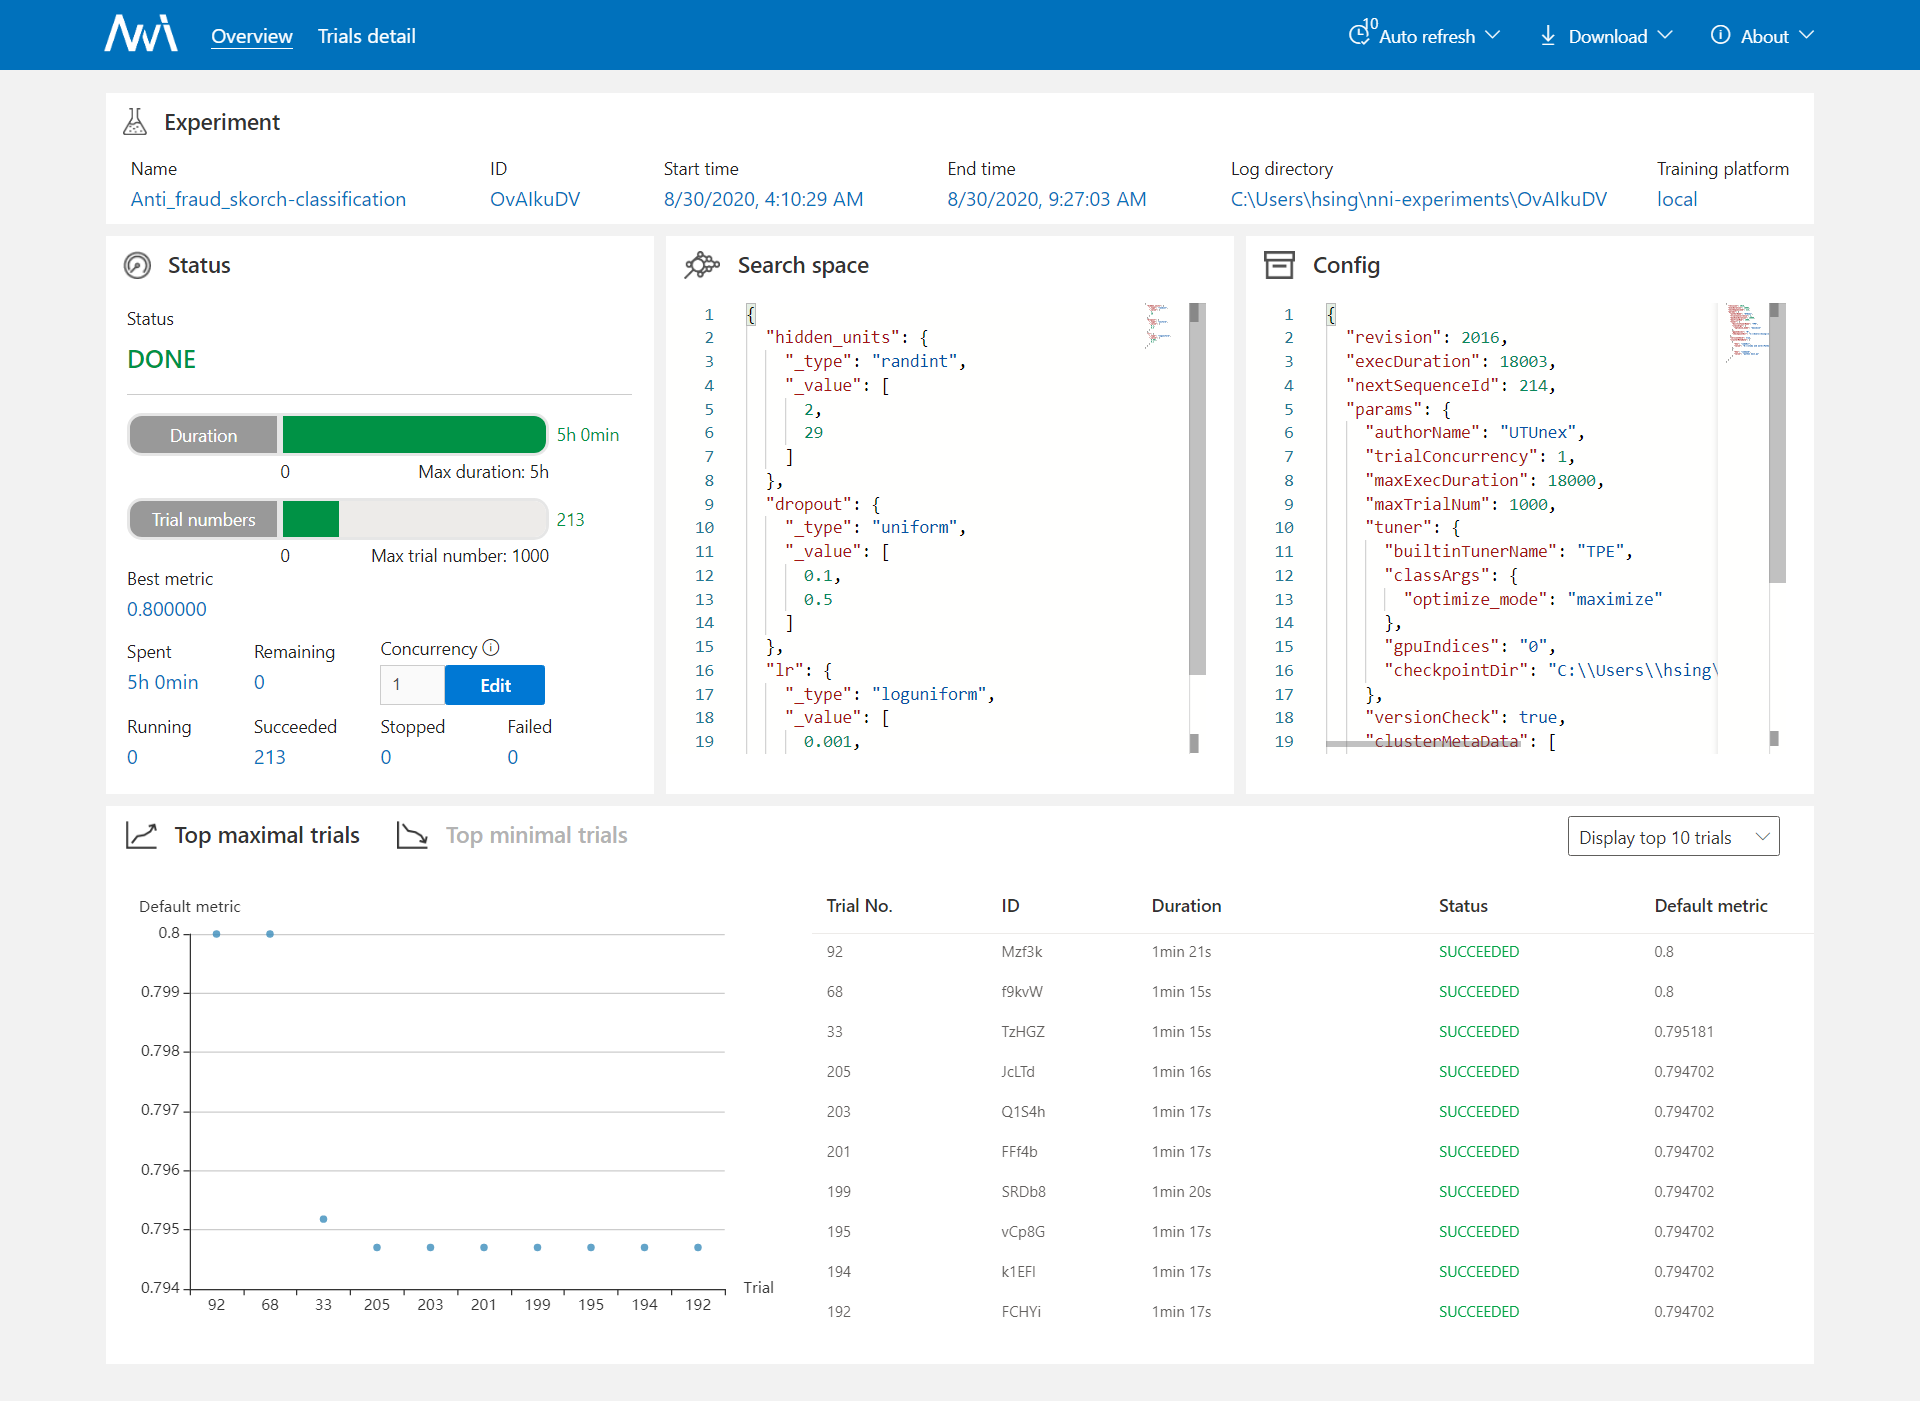 NNI Overview Trials detail 10 Auto refresh Download About
Experiment
Name ID Start time End time Log directory Training platform
Anti_fraud_skorch-classification OvAIkuDV 8/30/2020, 4:10:29 AM 8/30/2020, 9:27:03 AM C:\Users\hsing\nni-experiments\OvAIkuDV local
Status
Status
DONE
Duration 5h 0min
0 Max duration: 5h
Trial numbers 213
0 Max trial number: 1000
Best metric
0.800000
Spent Remaining Concurrency
5h 0min 0 1 Edit
Running Succeeded Stopped Failed
0 213 0 0
Search space
1 {
2 "hidden_units": {
3 "_type": "randint",
4 "_value": [
5 2,
6 29
7 ]
8 },
9 "dropout": {
10 "_type": "uniform",
11 "_value": [
12 0.1,
13 0.5
14 ]
15 },
16 "lr": {
17 "_type": "loguniform",
18 "_value": [
19 0.001,
Config
1 {
2 "revision": 2016,
3 "execDuration": 18003,
4 "nextSequenceId": 214,
5 "params": {
6 "authorName": "UTUnex",
7 "trialConcurrency": 1,
8 "maxExecDuration": 18000,
9 "maxTrialNum": 1000,
10 "tuner": {
11 "builtinTunerName": "TPE",
12 "classArgs": {
13 "optimize_mode": "maximize"
14 },
15 "gpuIndices": "0",
16 "checkpointDir": "C:\\Users\\hsing\
17 },
18 "versionCheck": true,
19 "clusterMetaData": [
Top maximal trials Top minimal trials Display top 10 trials
Default metric
0.8
0.799
0.798
0.797
0.796
0.795
0.794
92 68 33 205 203 201 199 195 194 192
Trial
Trial No. ID Duration Status Default metric
92 Mzf3k 1min 21s SUCCEEDED 0.8
68 f9kvW 1min 15s SUCCEEDED 0.8
33 TzHGZ 1min 15s SUCCEEDED 0.795181
205 JcLTd 1min 16s SUCCEEDED 0.794702
203 Q1S4h 1min 17s SUCCEEDED 0.794702
201 FFf4b 1min 17s SUCCEEDED 0.794702
199 SRDb8 1min 20s SUCCEEDED 0.794702
195 vCp8G 1min 17s SUCCEEDED 0.794702
194 k1EFI 1min 17s SUCCEEDED 0.794702
192 FCHYi 1min 17s SUCCEEDED 0.794702